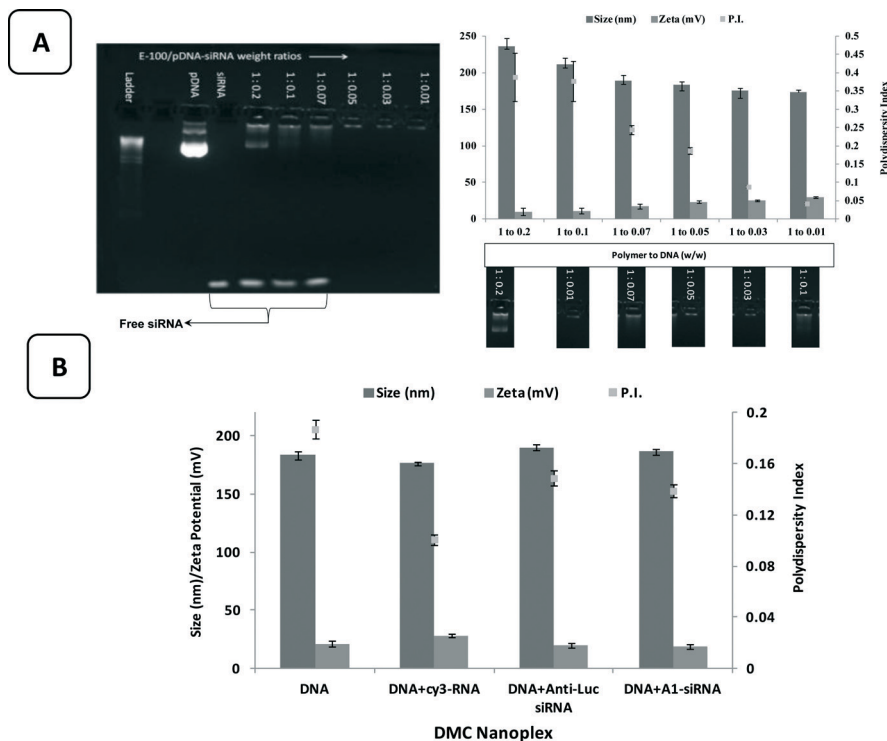 A
E-100/pDNA-siRNA weight ratios
Ladder
pDNA
siRNA
1:0.2
1:0.1
1:0.07
1:0.05
1:0.03
1:0.01
Free siRNA
Size (nm) Zeta (mV) P.I.
250
200
150
100
50
0
0.5
0.45
0.4
0.35
0.3
0.25
0.2
0.15
0.1
0.05
0
Polydispersity Index
1 to 0.2 1 to 0.1 1 to 0.07 1 to 0.05 1 to 0.03 1 to 0.01
Polymer to DNA (w/w)
1:0.2
1:0.01
1:0.07
1:0.05
1:0.03
1:0.1
B
Size (nm) Zeta (mV) P.I.
Size (nm)/Zeta Potential (mV)
200
150
100
50
0
0.2
0.16
0.12
0.08
0.04
0
Polydispersity Index
DNA DNA+cy3-RNA DNA+Anti-Luc siRNA DNA+A1-siRNA
DMC Nanoplex